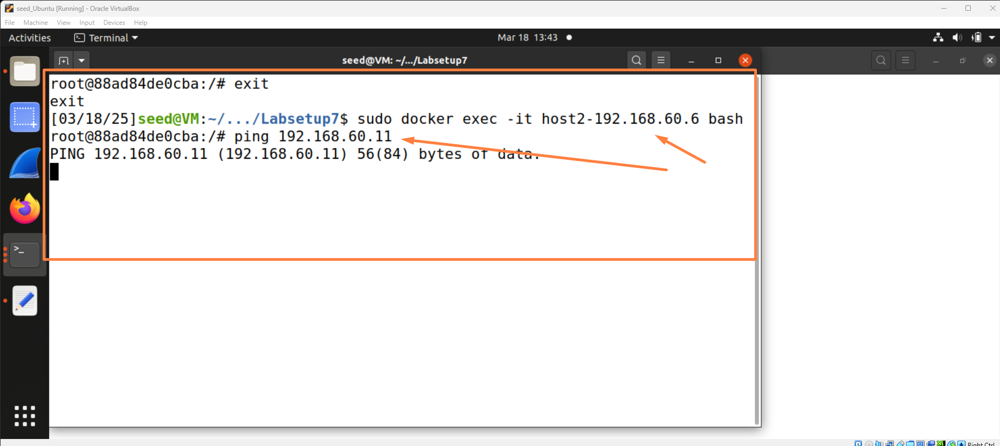 seed_Ubuntu [Running] - Oracle VirtualBox
File Machine View Input Devices Help
Activities Terminal Mar 18 13:43
seed@VM: ~/.../Labsetup7
root@88ad84de0cba:/# exit
exit
[03/18/25]seed@VM:~/.../Labsetup7$ sudo docker exec -it host2-192.168.60.6 bash
root@88ad84de0cba:/# ping 192.168.60.11
PING 192.168.60.11 (192.168.60.11) 56(84) bytes of data.
>_
Right Ctrl